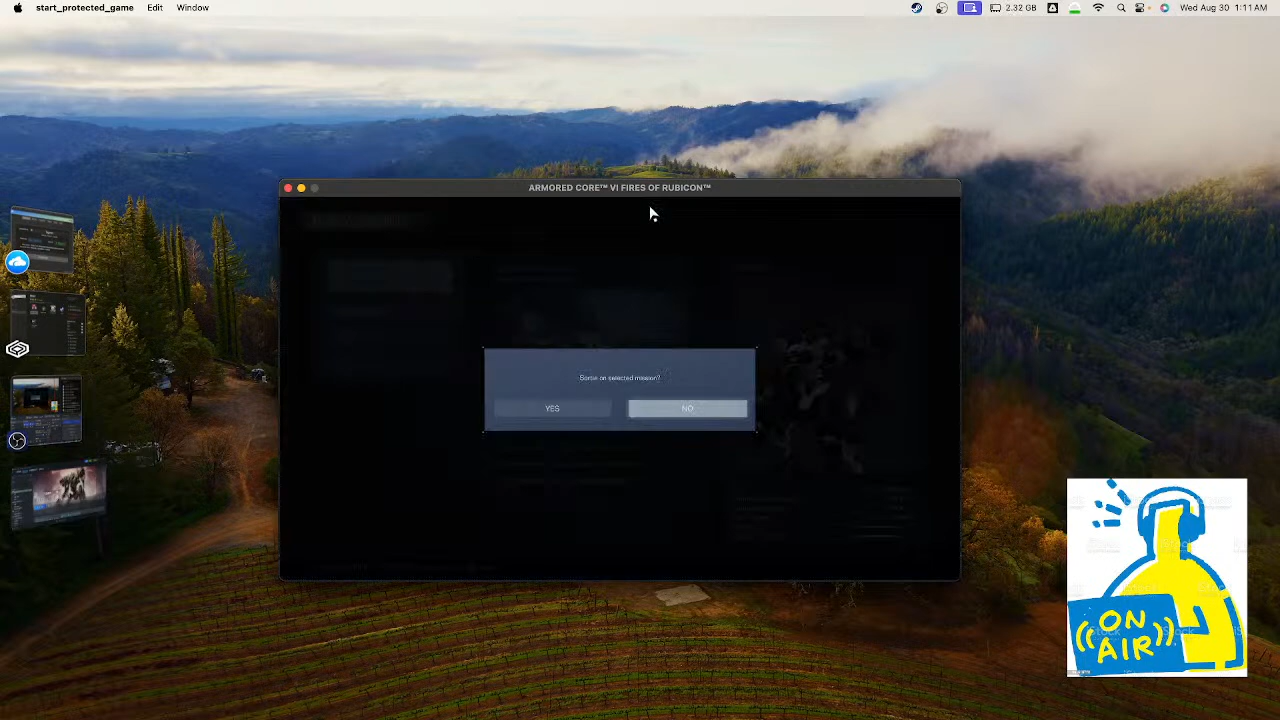 start_protected_game Edit Window
2.32 GB
Wed Aug 30 1:11 AM
ARMORED CORE™ VI FIRES OF RUBICON™
Sortie on selected mission?
YES NO
ON
AIR